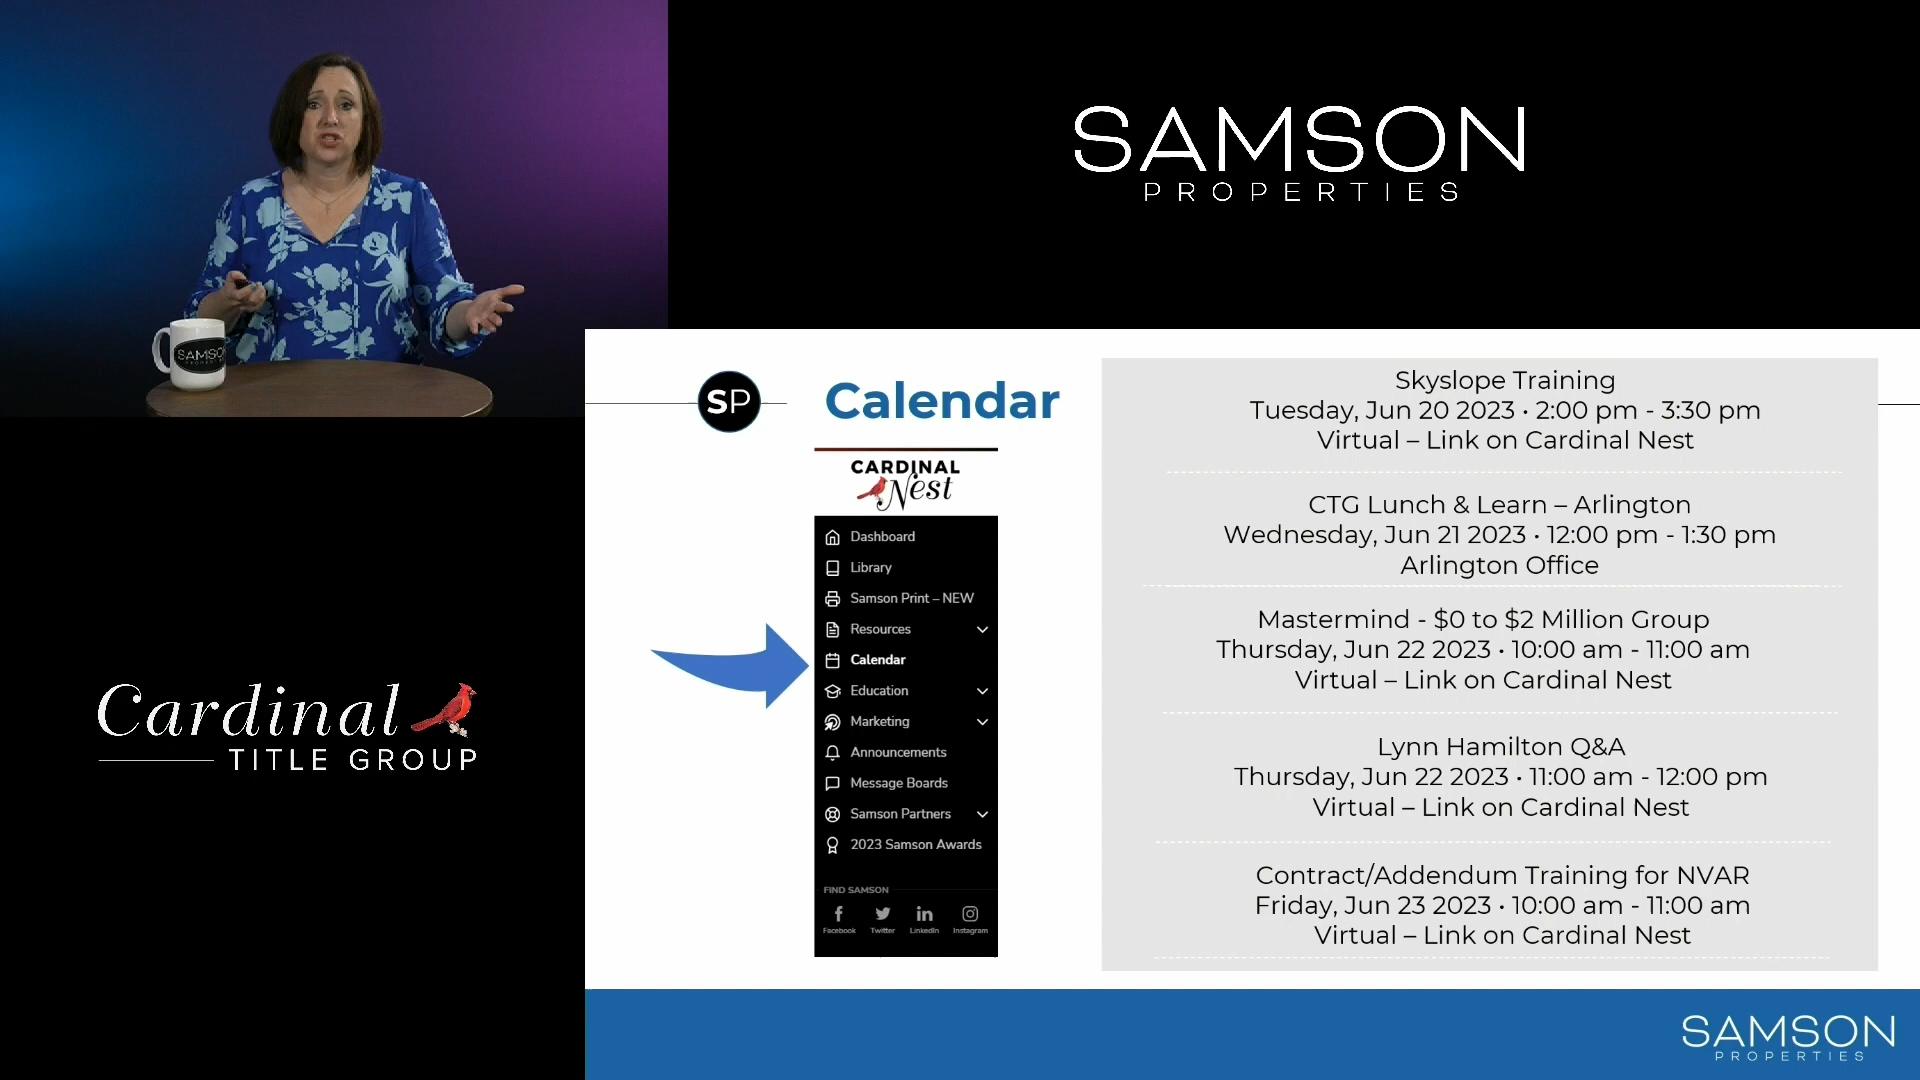 SAMSON
PROPERTIES
SAMSO
SP
Calendar
CARDINAL
Nest
Dashboard
Library
Samson Print – NEW
Resources
Calendar
Education
Marketing
Announcements
Message Boards
Samson Partners
2023 Samson Awards
FIND SAMSON
Facebook Twitter LinkedIn Instagram
Skyslope Training
Tuesday, Jun 20 2023 • 2:00 pm - 3:30 pm
Virtual – Link on Cardinal Nest
CTG Lunch & Learn – Arlington
Wednesday, Jun 21 2023 • 12:00 pm - 1:30 pm
Arlington Office
Mastermind - $0 to $2 Million Group
Thursday, Jun 22 2023 • 10:00 am - 11:00 am
Virtual – Link on Cardinal Nest
Lynn Hamilton Q&A
Thursday, Jun 22 2023 • 11:00 am - 12:00 pm
Virtual – Link on Cardinal Nest
Contract/Addendum Training for NVAR
Friday, Jun 23 2023 • 10:00 am - 11:00 am
Virtual – Link on Cardinal Nest
Cardinal
TITLE GROUP
SAMSON
PROPERTIES